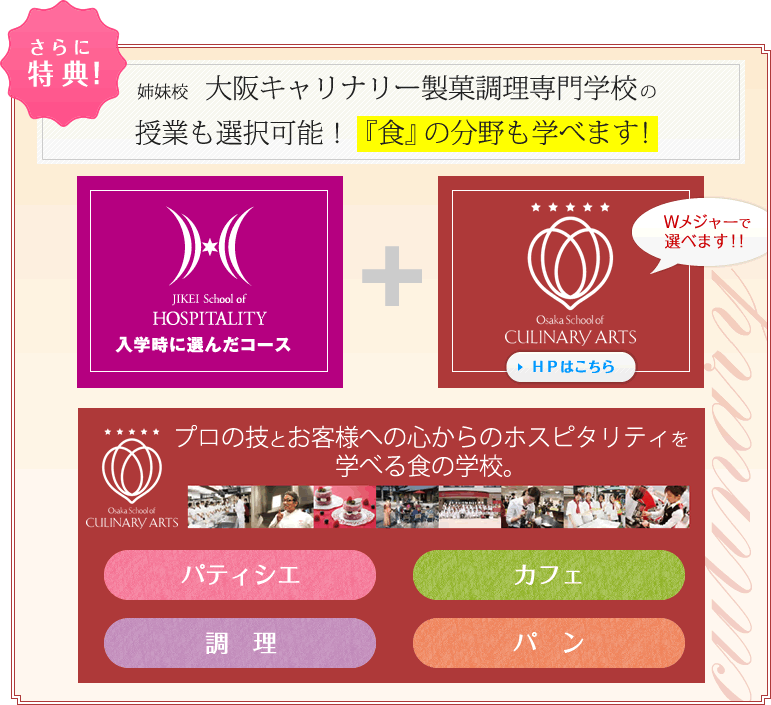 さらに
特典!
姉妹校 大阪キャリナリー製菓調理専門学校の
授業も選択可能！『食』の分野も学べます!
JIKEI School of
HOSPITALITY
入学時に選んだコース
Osaka School of
CULINARY ARTS
HPはこちら
Wメジャーで
選べます!!
プロの技とお客様への心からのホスピタリティを
学べる食の学校。
Osaka School of
CULINARY ARTS
パティシエ
カフェ
調 理
パ ン
culinary